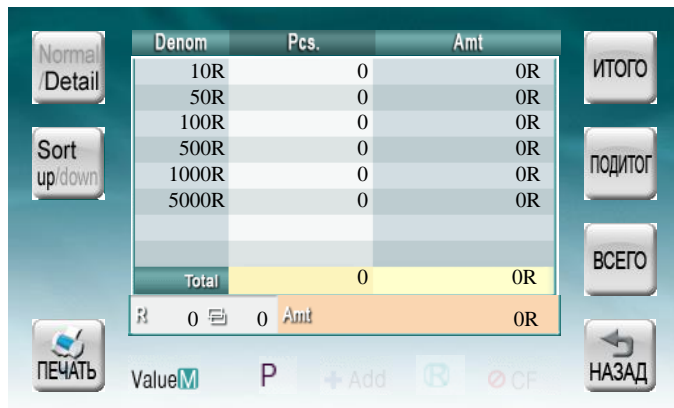 Normal
/Detail
Sort
up/down
Denom Pcs. Amt
10R 0 0R
50R 0 0R
100R 0 0R
500R 0 0R
1000R 0 0R
5000R 0 0R
Total 0 0R
R 0 0 Amt 0R
ИТОГО
ПОДИТОГ
ВСЕГО
ПЕЧАТЬ
ValueM P + Add R CF
НАЗАД